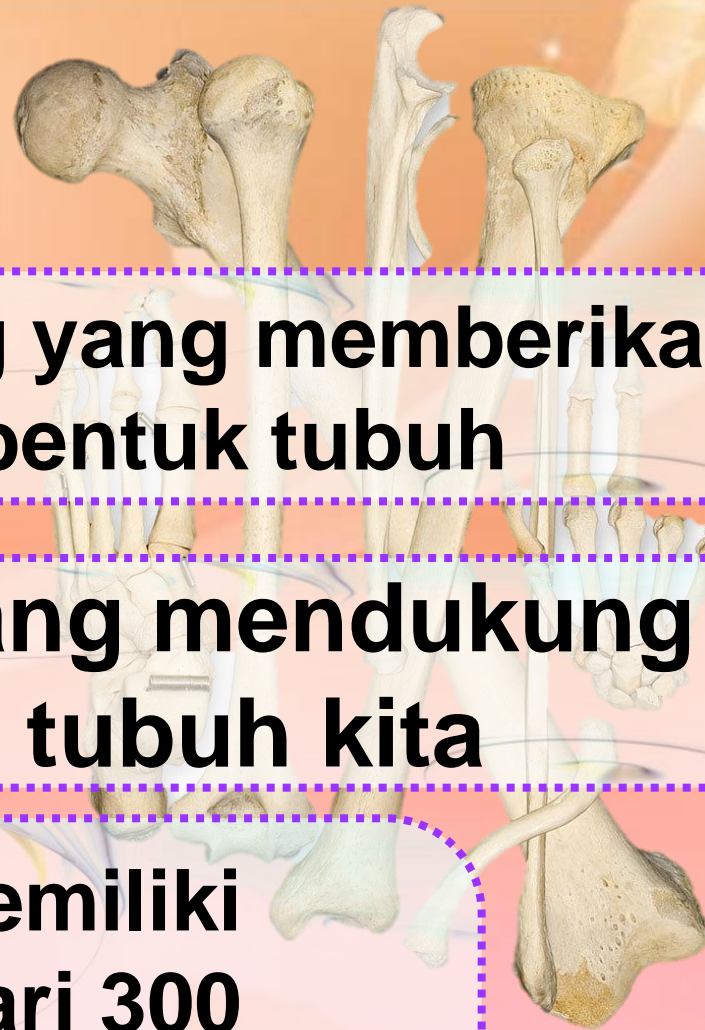 yang memberika
bentuk tubuh
ang mendukung
tubuh kita
emiliki
ari 300